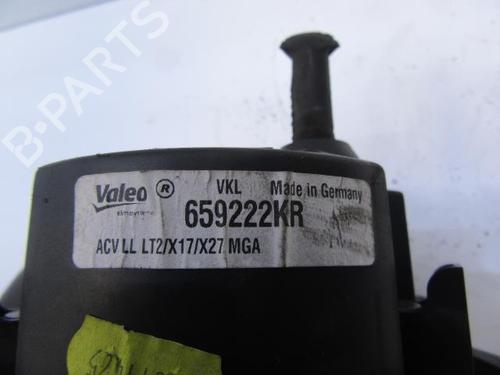 B-PARTS
Valeo ® VKL Made in Germany
659222KR
ACV LL LT2/X17/X27 MGA